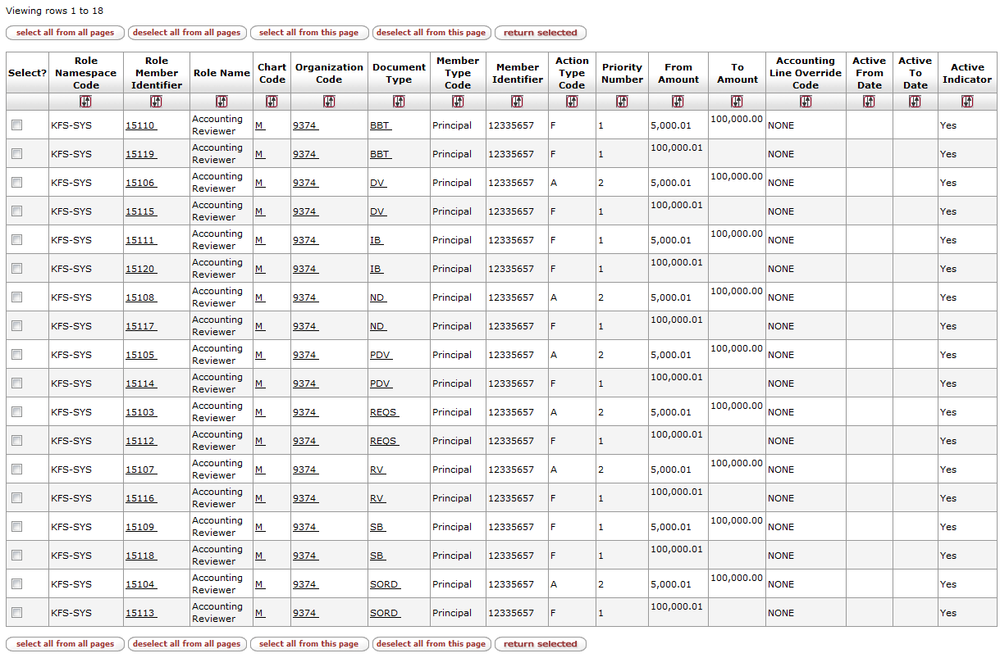 Viewing rows 1 to 18
select all from all pages deselect all from all pages select all from this page deselect all from this page return selected
Select? Role Namespace Code Role Member Identifier Role Name Chart Code Organization Code Document Type Member Type Code Member Identifier Action Type Code Priority Number From Amount To Amount Accounting Line Override Code Active From Date Active To Date Active Indicator
KFS-SYS 15110 Accounting Reviewer M 9374 BBT Principal 12335657 F 1 5,000.01 100,000.00 NONE Yes
KFS-SYS 15119 Accounting Reviewer M 9374 BBT Principal 12335657 F 1 100,000.01 NONE Yes
KFS-SYS 15106 Accounting Reviewer M 9374 DV Principal 12335657 A 2 5,000.01 100,000.00 NONE Yes
KFS-SYS 15115 Accounting Reviewer M 9374 DV Principal 12335657 F 1 100,000.01 NONE Yes
KFS-SYS 15111 Accounting Reviewer M 9374 IB Principal 12335657 F 1 5,000.01 100,000.00 NONE Yes
KFS-SYS 15120 Accounting Reviewer M 9374 IB Principal 12335657 F 1 100,000.01 NONE Yes
KFS-SYS 15108 Accounting Reviewer M 9374 ND Principal 12335657 A 2 5,000.01 100,000.00 NONE Yes
KFS-SYS 15117 Accounting Reviewer M 9374 ND Principal 12335657 F 1 100,000.01 NONE Yes
KFS-SYS 15105 Accounting Reviewer M 9374 PDV Principal 12335657 A 2 5,000.01 100,000.00 NONE Yes
KFS-SYS 15114 Accounting Reviewer M 9374 PDV Principal 12335657 F 1 100,000.01 NONE Yes
KFS-SYS 15103 Accounting Reviewer M 9374 REQS Principal 12335657 A 2 5,000.01 100,000.00 NONE Yes
KFS-SYS 15112 Accounting Reviewer M 9374 REQS Principal 12335657 F 1 100,000.01 NONE Yes
KFS-SYS 15107 Accounting Reviewer M 9374 RV Principal 12335657 A 2 5,000.01 100,000.00 NONE Yes
KFS-SYS 15116 Accounting Reviewer M 9374 RV Principal 12335657 F 1 100,000.01 NONE Yes
KFS-SYS 15109 Accounting Reviewer M 9374 SB Principal 12335657 F 1 5,000.01 100,000.00 NONE Yes
KFS-SYS 15118 Accounting Reviewer M 9374 SB Principal 12335657 F 1 100,000.01 NONE Yes
KFS-SYS 15104 Accounting Reviewer M 9374 SORD Principal 12335657 A 2 5,000.01 100,000.00 NONE Yes
KFS-SYS 15113 Accounting Reviewer M 9374 SORD Principal 12335657 F 1 100,000.01 NONE Yes
select all from all pages deselect all from all pages select all from this page deselect all from this page return selected